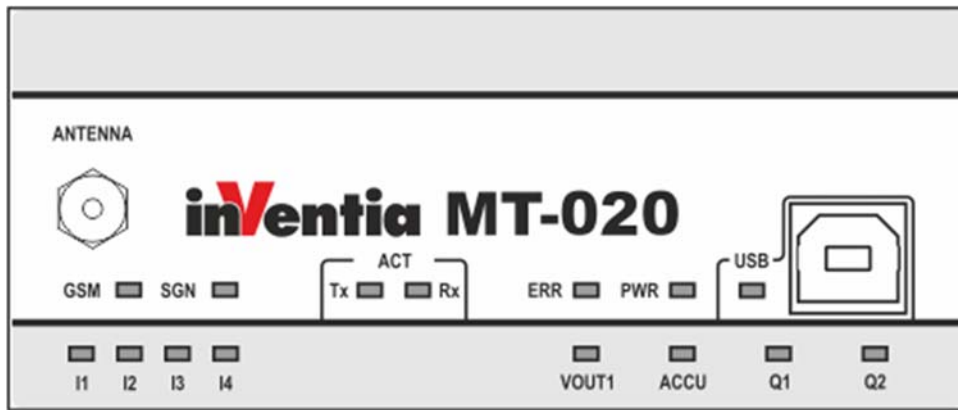 ANTENNA
inVentia MT-020
ACT
USB
GSM SGN Tx Rx ERR PWR
I1 I2 I3 I4 VOUT1 ACCU Q1 Q2